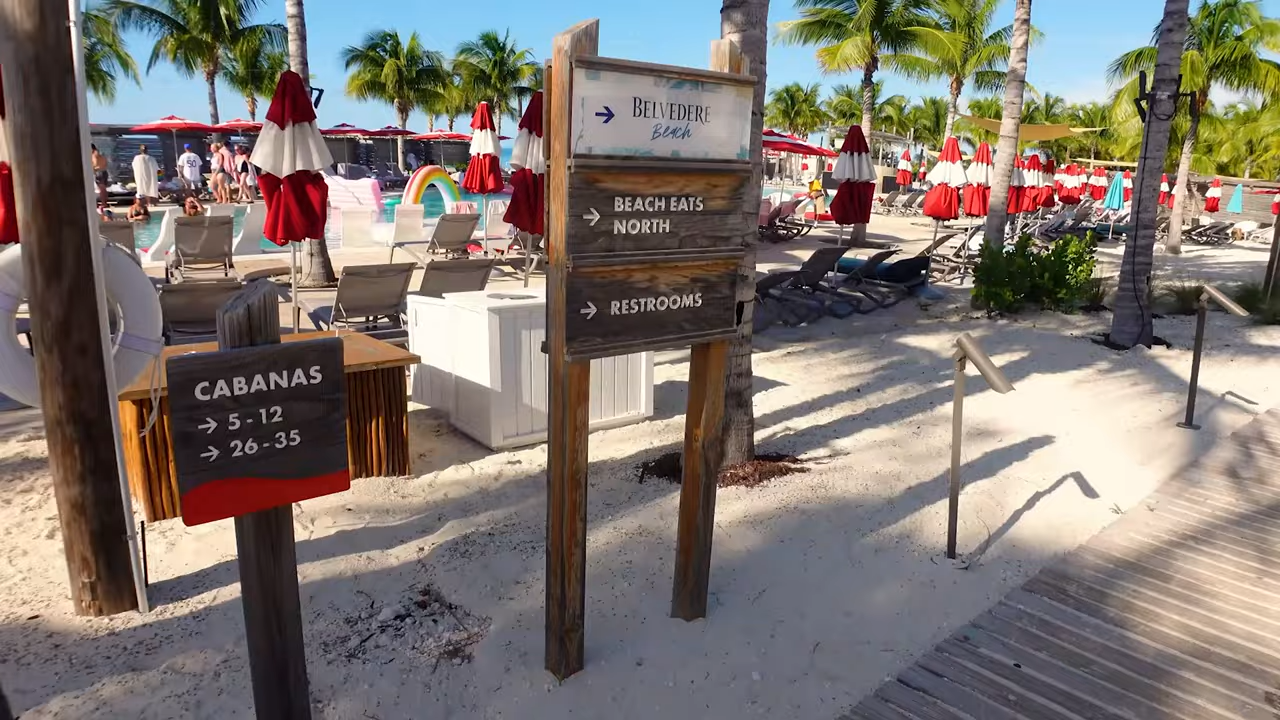 → BELVEDERE
Beach
→ BEACH EATS
NORTH
→ RESTROOMS
CABANAS
→ 5 - 12
→ 26 - 35